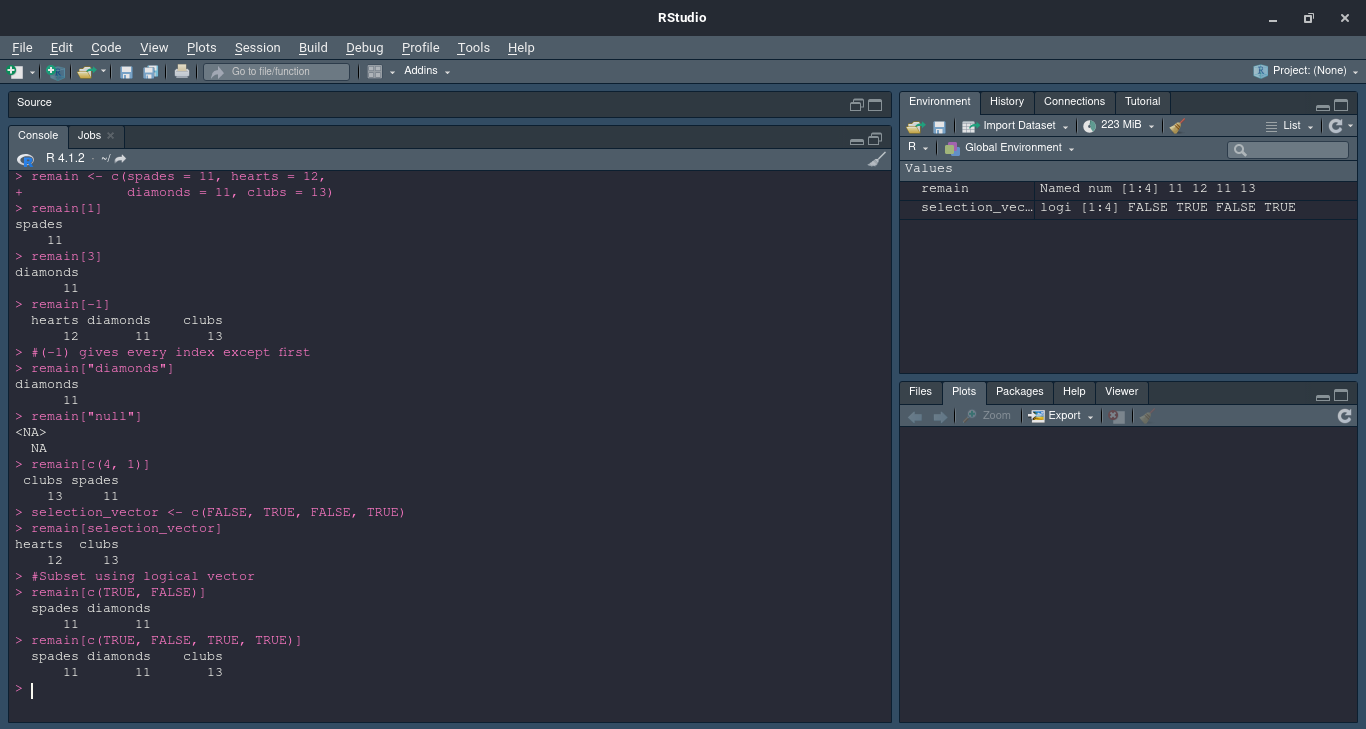 RStudio
File Edit Code View Plots Session Build Debug Profile Tools Help
Go to file/function Addins Project: (None)
Source
Console Jobs
R 4.1.2 · ~/
> remain <- c(spades = 11, hearts = 12,
+             diamonds = 11, clubs = 13)
> remain[1]
spades
    11
> remain[3]
diamonds
      11
> remain[-1]
  hearts diamonds    clubs
      12       11       13
> #(-1) gives every index except first
> remain["diamonds"]
diamonds
      11
> remain["null"]
<NA>
  NA
> remain[c(4, 1)]
 clubs spades
    13     11
> selection_vector <- c(FALSE, TRUE, FALSE, TRUE)
> remain[selection_vector]
hearts  clubs
    12     13
> #Subset using logical vector
> remain[c(TRUE, FALSE)]
  spades diamonds
      11       11
> remain[c(TRUE, FALSE, TRUE, TRUE)]
  spades diamonds    clubs
      11       11       13
>
Environment History Connections Tutorial
Import Dataset 223 MiB List
R Global Environment
Values
remain Named num [1:4] 11 12 11 13
selection_vec… logi [1:4] FALSE TRUE FALSE TRUE
Files Plots Packages Help Viewer
Zoom Export